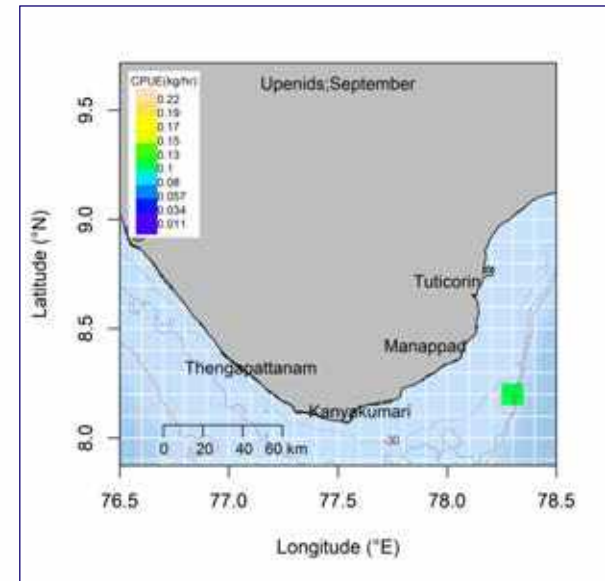 Upenids;September
CPUE(kg/hr)
0.22
0.19
0.17
0.15
0.13
0.1
0.08
0.057
0.034
0.011
9.5
9.0
8.5
8.0
Latitude (°N)
Tuticorin
Manappad
Thengapattanam
Kanyakumari
-30
0 20 40 60 km
76.5 77.0 77.5 78.0 78.5
Longitude (°E)